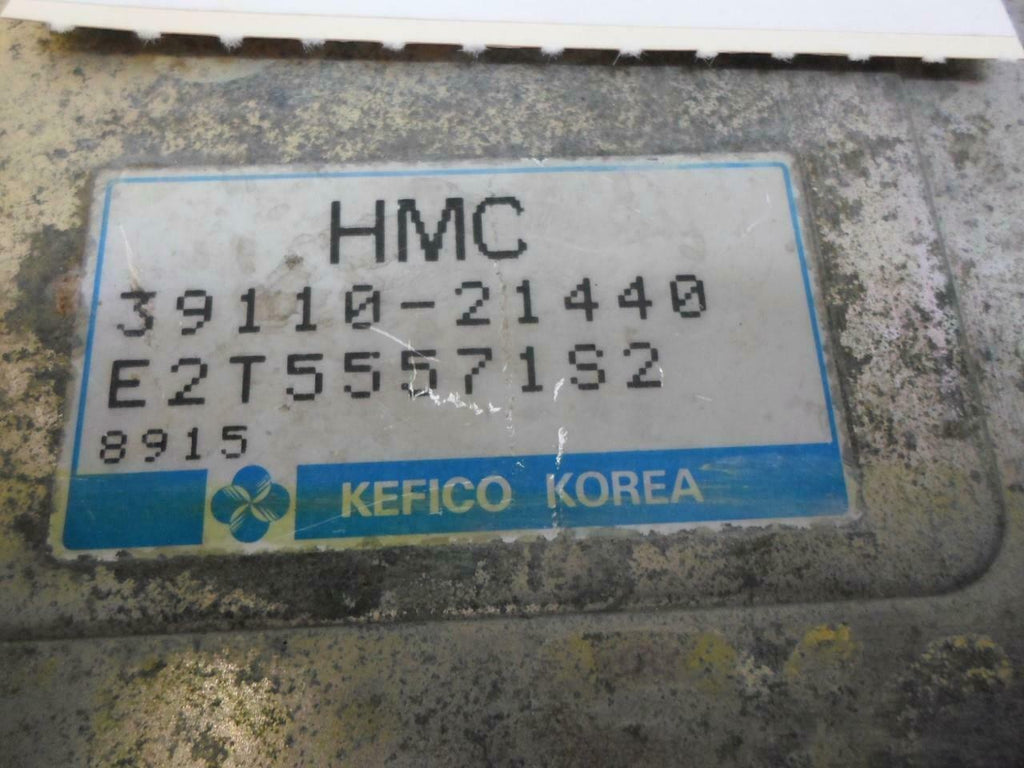 HMC
39110-21440
E2T55571S2
8915
KEFICO KOREA